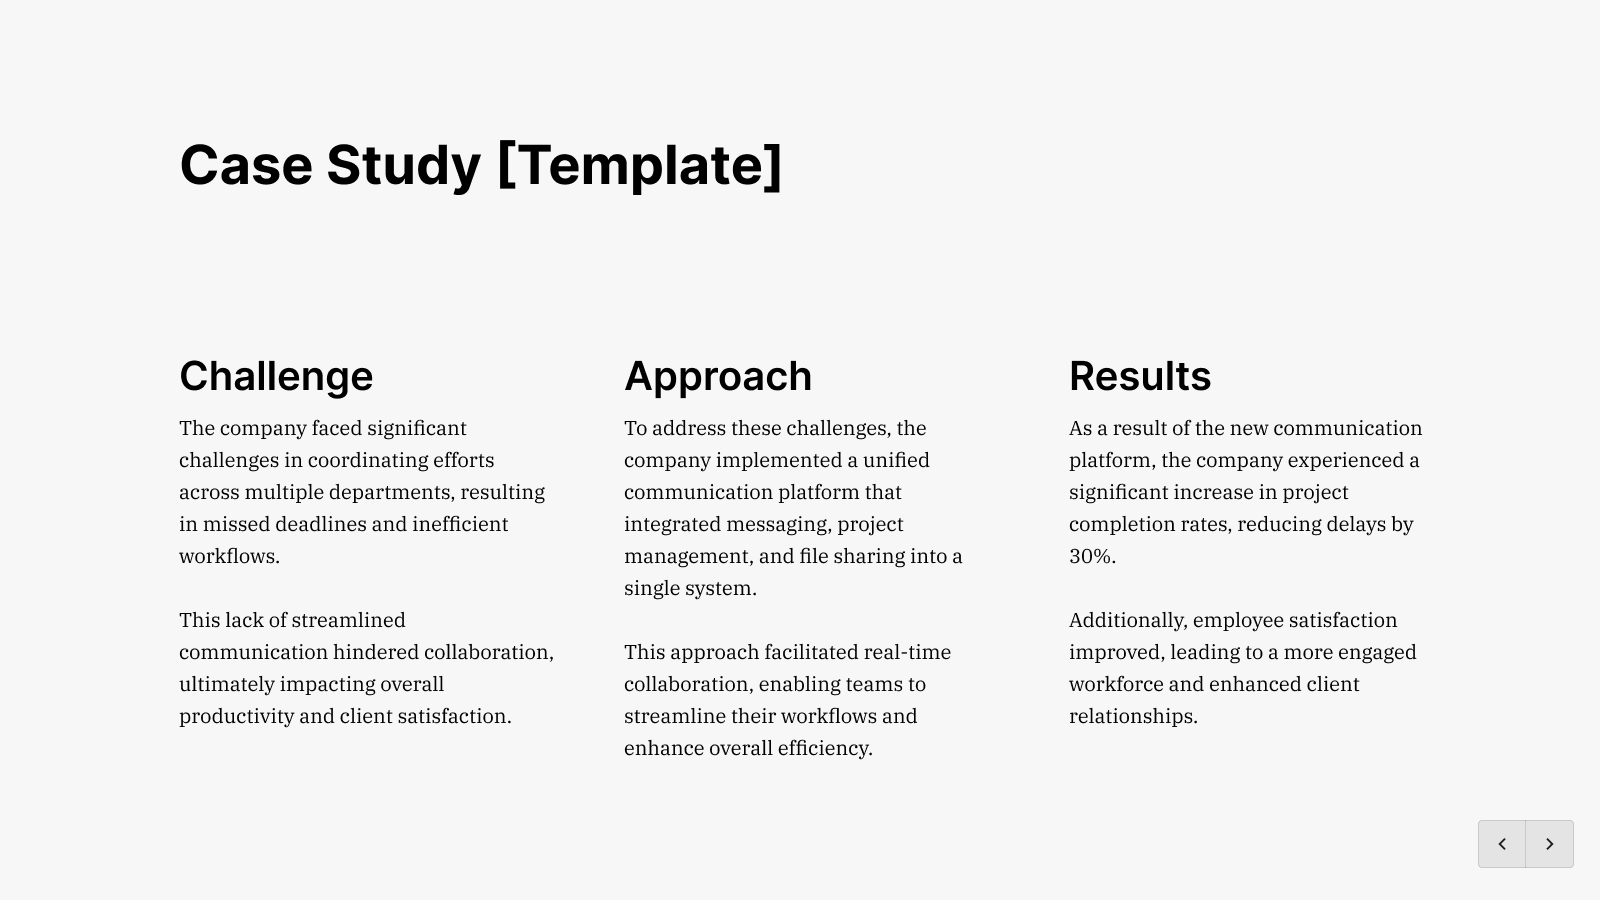 Case Study [Template]
Challenge
The company faced significant
challenges in coordinating efforts
across multiple departments, resulting
in missed deadlines and inefficient
workflows.
This lack of streamlined
communication hindered collaboration,
ultimately impacting overall
productivity and client satisfaction.
Approach
To address these challenges, the
company implemented a unified
communication platform that
integrated messaging, project
management, and file sharing into a
single system.
This approach facilitated real-time
collaboration, enabling teams to
streamline their workflows and
enhance overall efficiency.
Results
As a result of the new communication
platform, the company experienced a
significant increase in project
completion rates, reducing delays by
30%.
Additionally, employee satisfaction
improved, leading to a more engaged
workforce and enhanced client
relationships.